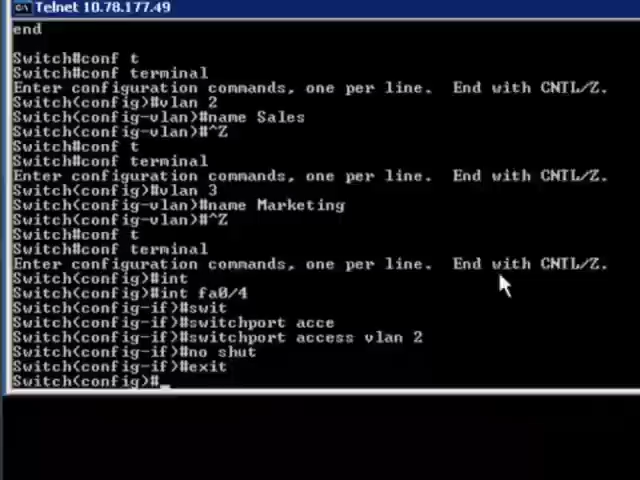 Telnet 10.78.177.49
end
Switch#conf t
Switch#conf terminal
Enter configuration commands, one per line.  End with CNTL/Z.
Switch(config)#vlan 2
Switch(config-vlan)#name Sales
Switch(config-vlan)#^Z
Switch#conf t
Switch#conf terminal
Enter configuration commands, one per line.  End with CNTL/Z.
Switch(config)#vlan 3
Switch(config-vlan)#name Marketing
Switch(config-vlan)#^Z
Switch#conf t
Switch#conf terminal
Enter configuration commands, one per line.  End with CNTL/Z.
Switch(config)#int
Switch(config)#int fa0/4
Switch(config-if)#swit
Switch(config-if)#switchport acce
Switch(config-if)#switchport access vlan 2
Switch(config-if)#no shut
Switch(config-if)#exit
Switch(config)#_